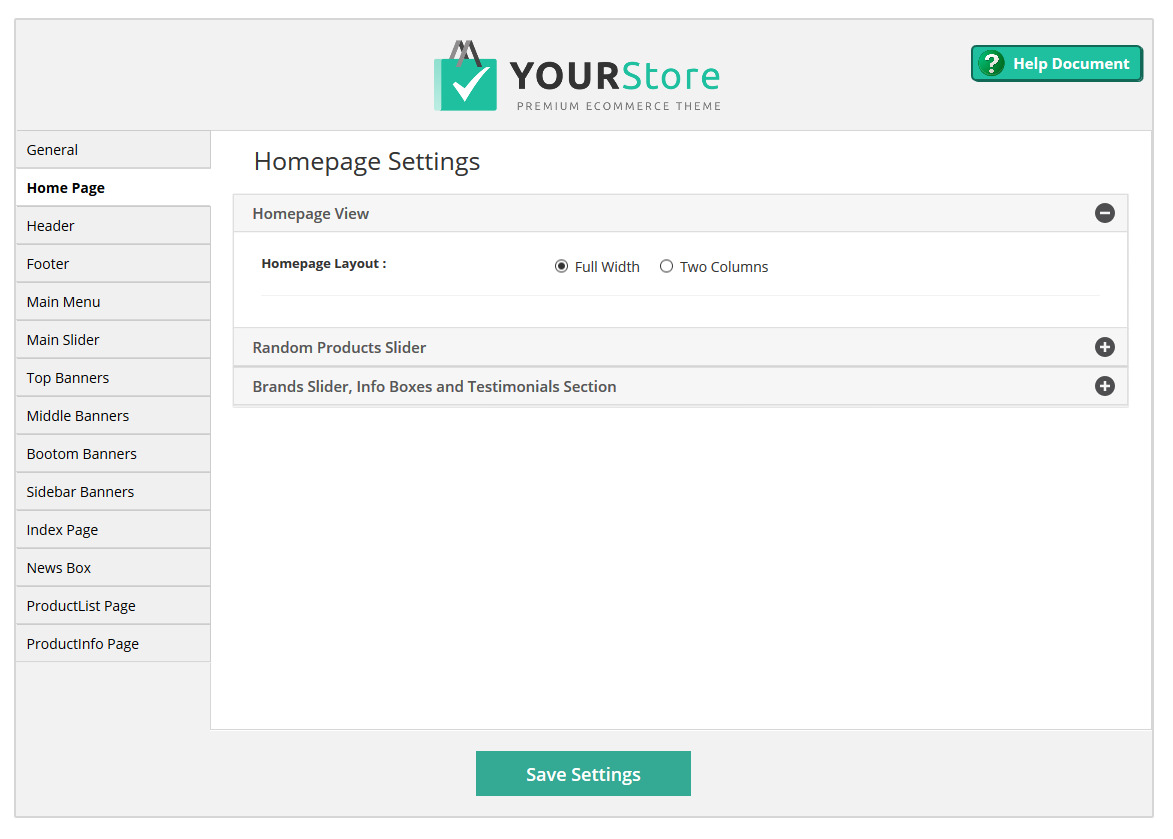 YOURStore
PREMIUM ECOMMERCE THEME
? Help Document
General
Home Page
Header
Footer
Main Menu
Main Slider
Top Banners
Middle Banners
Bootom Banners
Sidebar Banners
Index Page
News Box
ProductList Page
ProductInfo Page
Homepage Settings
Homepage View
Homepage Layout :
Full Width
Two Columns
Random Products Slider
Brands Slider, Info Boxes and Testimonials Section
Save Settings